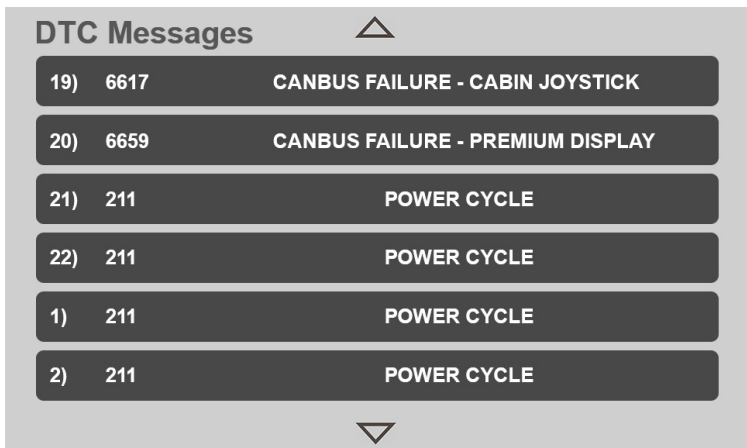 DTC Messages
19) 6617 CANBUS FAILURE - CABIN JOYSTICK
20) 6659 CANBUS FAILURE - PREMIUM DISPLAY
21) 211 POWER CYCLE
22) 211 POWER CYCLE
1) 211 POWER CYCLE
2) 211 POWER CYCLE